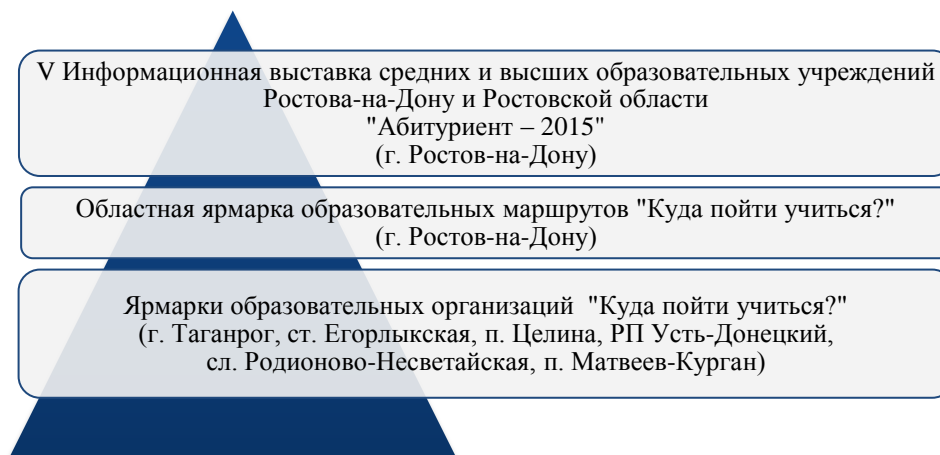 V Информационная выставка средних и высших образовательных учреждений
Ростова-на-Дону и Ростовской области
"Абитуриент – 2015"
(г. Ростов-на-Дону)
Областная ярмарка образовательных маршрутов "Куда пойти учиться?"
(г. Ростов-на-Дону)
Ярмарки образовательных организаций "Куда пойти учиться?"
(г. Таганрог, ст. Егорлыкская, п. Целина, РП Усть-Донецкий,
сл. Родионово-Несветайская, п. Матвеев-Курган)